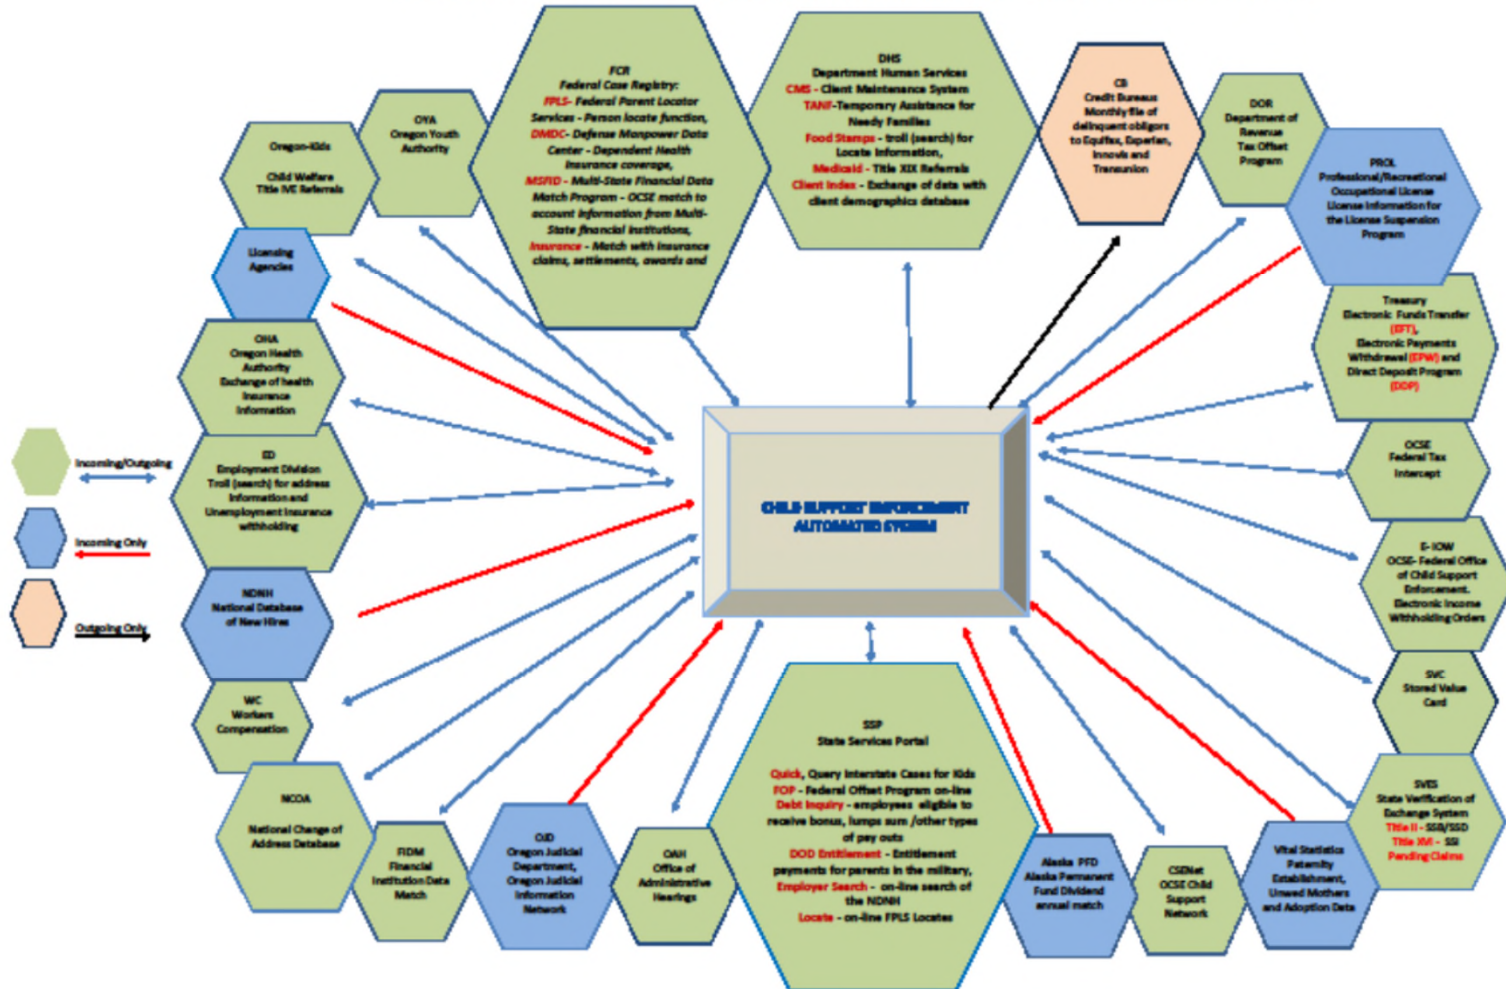 FCR
Federal Case Registry:
FPLS- Federal Parent Locator
Services - Person locate function,
DMDC- Defense Manpower Data
Center - Dependent Health
Insurance coverage,
MSFID - Multi-State Financial Data
Match Program - OCSE match to
account information from Multi-
State financial institutions,
Insurance - Match with insurance
claims, settlements, awards and
DHS
Department Human Services
CMS - Client Maintenance System
TANF-Temporary Assistance for
Needy Families
Food Stamps - troll (search) for
Locate Information,
Medicaid - Title XIX Referrals
Client Index - Exchange of data with
client demographics database
CB
Credit Bureaus
Monthly file of
delinquent obligors
to Equifax, Experian,
Innovis and
Transunion
DOR
Department of
Revenue
Tax Offset
Program
OYA
Oregon Youth
Authority
Oregon-Kids
Child Welfare
Title IVE Referrals
PROL
Professional/Recreational
Occupational License
License Information for
the License Suspension
Program
Licensing
Agencies
Treasury
Electronic Funds Transfer
(EFT),
Electronic Payments
Withdrawal (EPW) and
Direct Deposit Program
(DDP)
OHA
Oregon Health
Authority
Exchange of health
Insurance
Information
OCSE
Federal Tax
Intercept
ED
Employment Division
Troll (search) for address
Information and
Unemployment Insurance
withholding
Incoming/Outgoing
Incoming Only
Outgoing Only
CHILD SUPPORT ENFORCEMENT
AUTOMATED SYSTEM
E- IOW
OCSE- Federal Office
of Child Support
Enforcement.
Electronic Income
Withholding Orders
NDNH
National Database
of New Hires
SVC
Stored Value
Card
WC
Workers
Compensation
SSP
State Services Portal
Quick, Query Interstate Cases for Kids
FOP - Federal Offset Program on-line
Debt Inquiry - employees eligible to
receive bonus, lumps sum /other types
of pay outs
DOD Entitlement - Entitlement
payments for parents in the military,
Employer Search - on-line search of
the NDNH
Locate - on-line FPLS Locates
SVES
State Verification of
Exchange System
Title II - SSB/SSD
Title XVI - SSI
Pending Claims
NCOA
National Change of
Address Database
FIDM
Financial
Institution Data
Match
OJD
Oregon Judicial
Department,
Oregon Judicial
Information
Network
OAH
Office of
Administrative
Hearings
Alaska PFD
Alaska Permanent
Fund Dividend
annual match
CSENet
OCSE Child
Support
Network
Vital Statistics
Paternity
Establishment,
Unwed Mothers
and Adoption Data